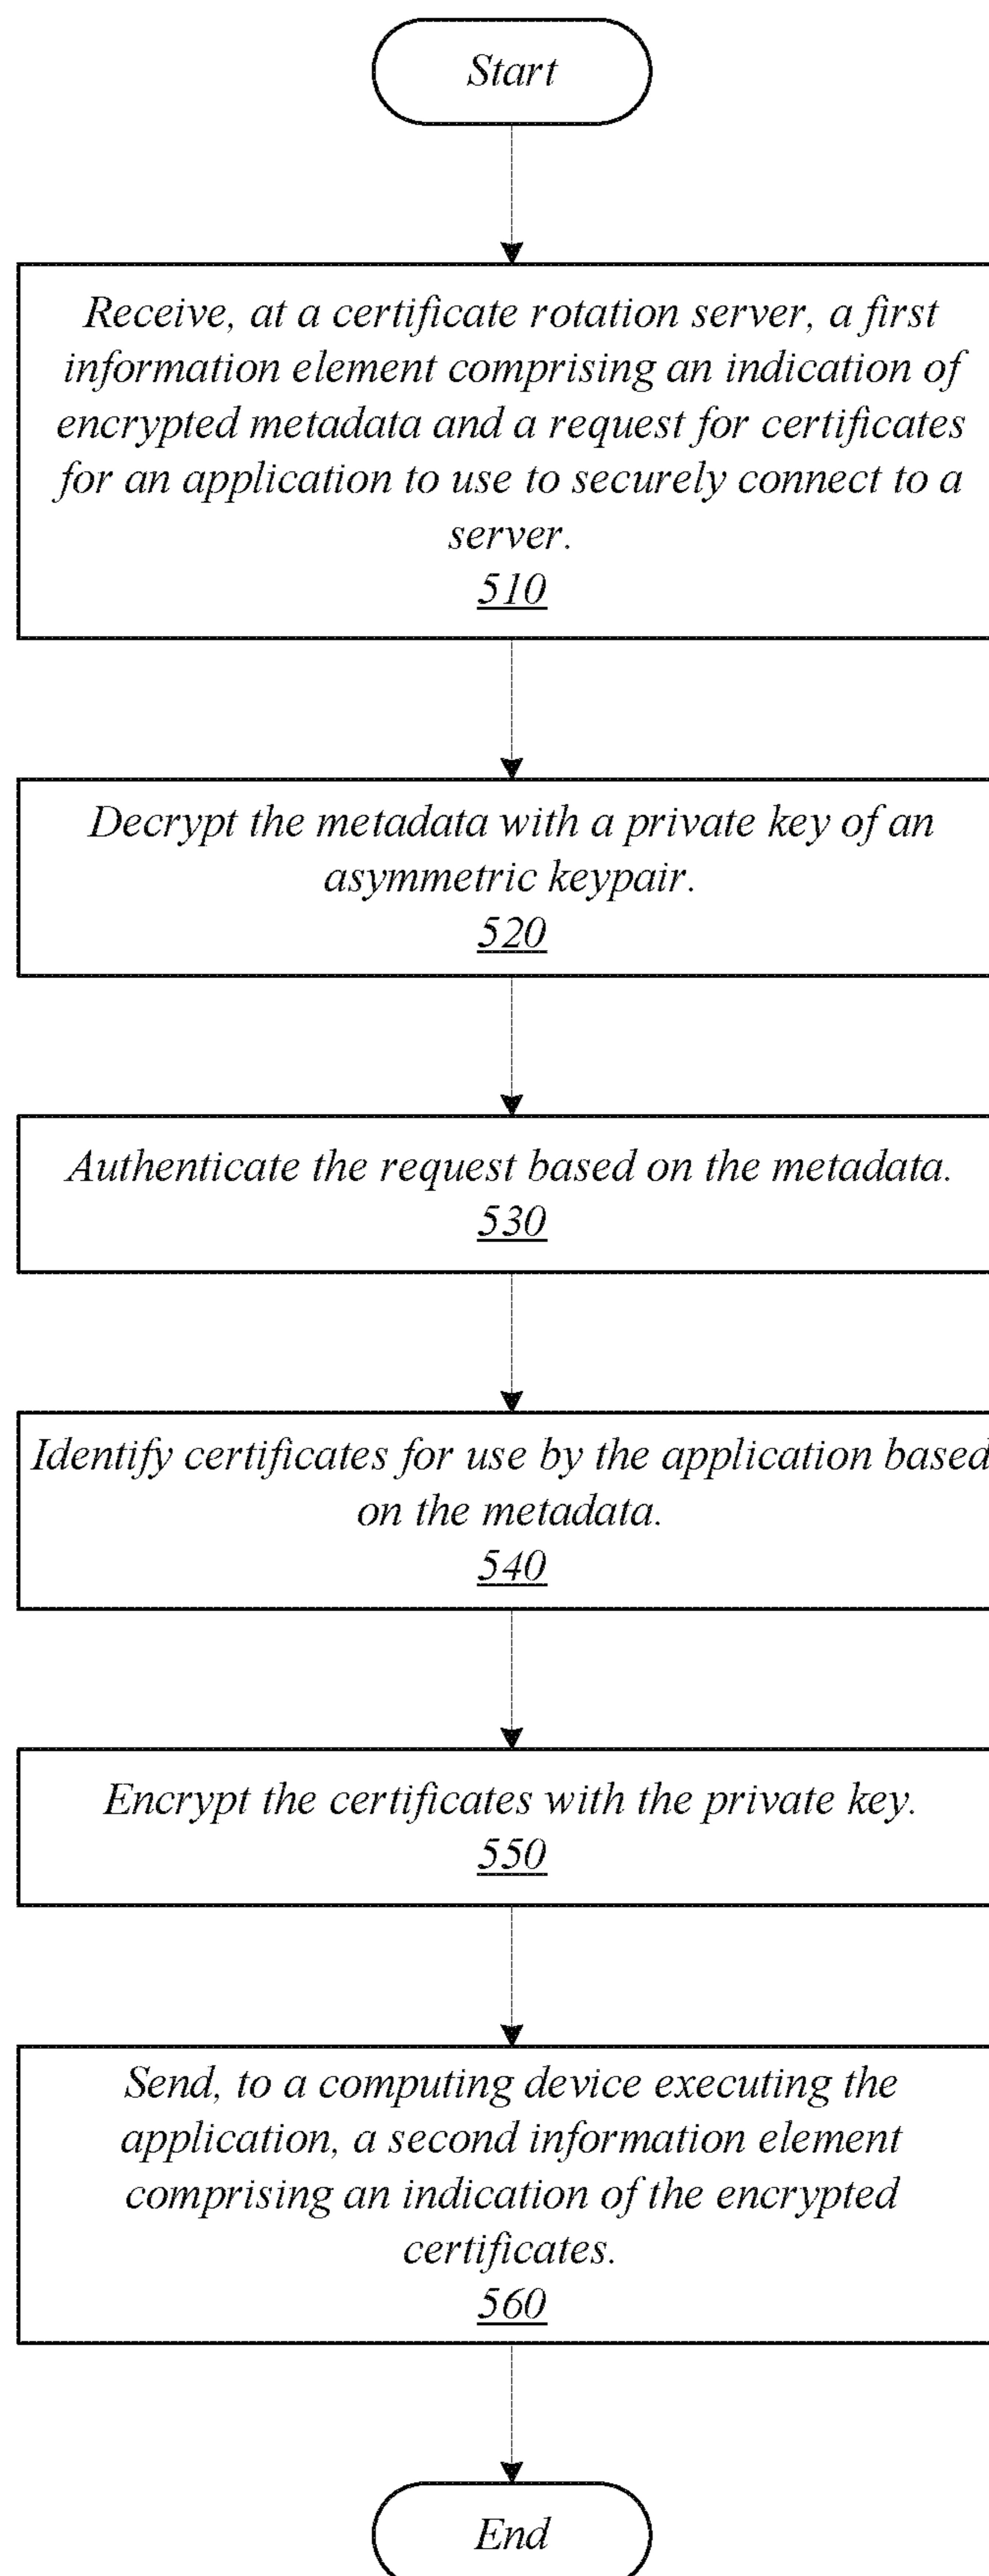 Start
Receive, at a certificate rotation server, a first
information element comprising an indication of
encrypted metadata and a request for certificates
for an application to use to securely connect to a
server.
510
Decrypt the metadata with a private key of an
asymmetric keypair.
520
Authenticate the request based on the metadata.
530
Identify certificates for use by the application based
on the metadata.
540
Encrypt the certificates with the private key.
550
Send, to a computing device executing the
application, a second information element
comprising an indication of the encrypted
certificates.
560
End